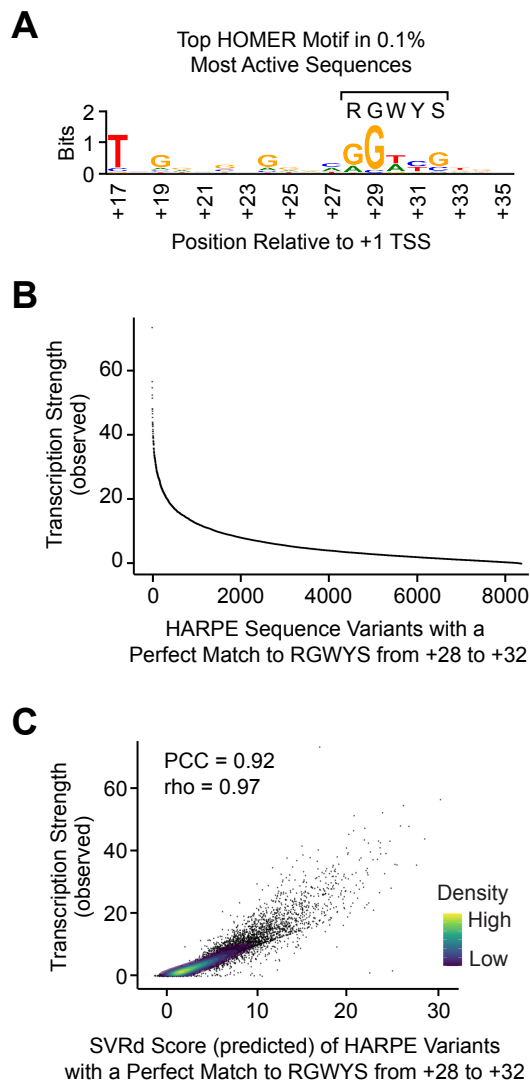 A
Top HOMER Motif in 0.1%
Most Active Sequences
R G W Y S
Bits
2
1
0
+17
+19
+21
+23
+25
+27
+29
+31
+33
+35
Position Relative to +1 TSS
B
Transcription Strength
(observed)
60
40
20
0
0 2000 4000 6000 8000
HARPE Sequence Variants with a
Perfect Match to RGWYS from +28 to +32
C
PCC = 0.92
rho = 0.97
Transcription Strength
(observed)
60
40
20
0
Density
High
Low
0 10 20 30
SVRd Score (predicted) of HARPE Variants
with a Perfect Match to RGWYS from +28 to +32